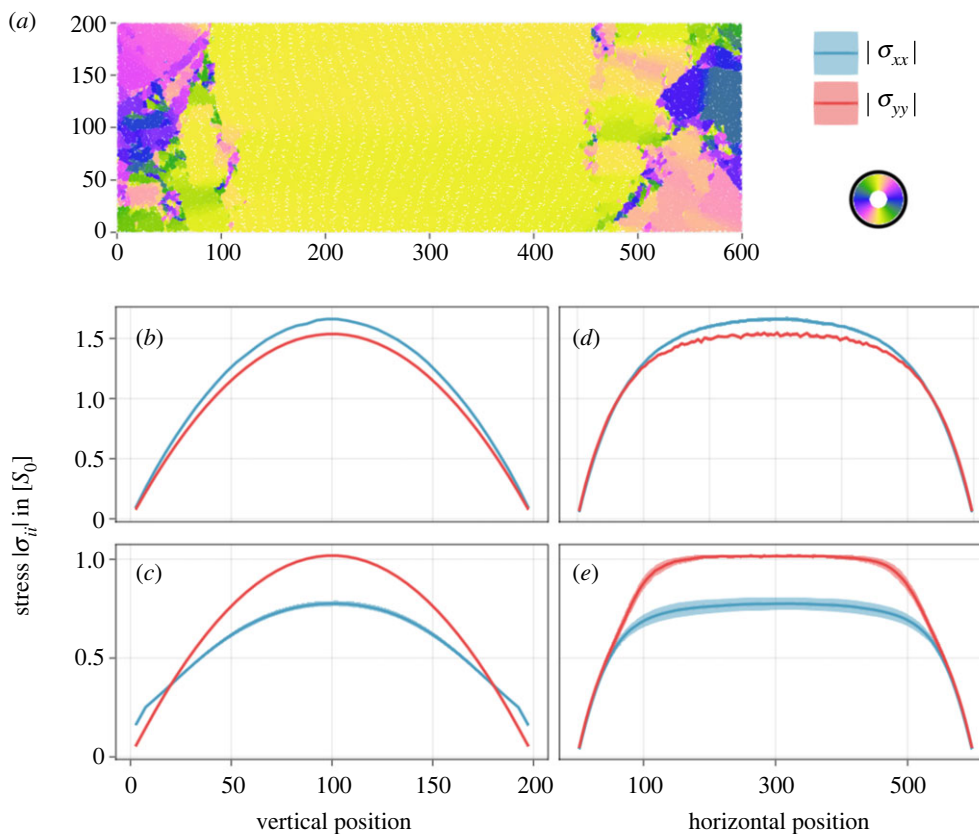 (a)
200
150
100
50
0
0 100 200 300 400 500 600
| σxx |
| σyy |
stress |σii| in [S0]
(b)
1.5
1.0
0.5
0
(d)
(c)
1.0
0.5
0
0 50 100 150 200
vertical position
(e)
100 300 500
horizontal position